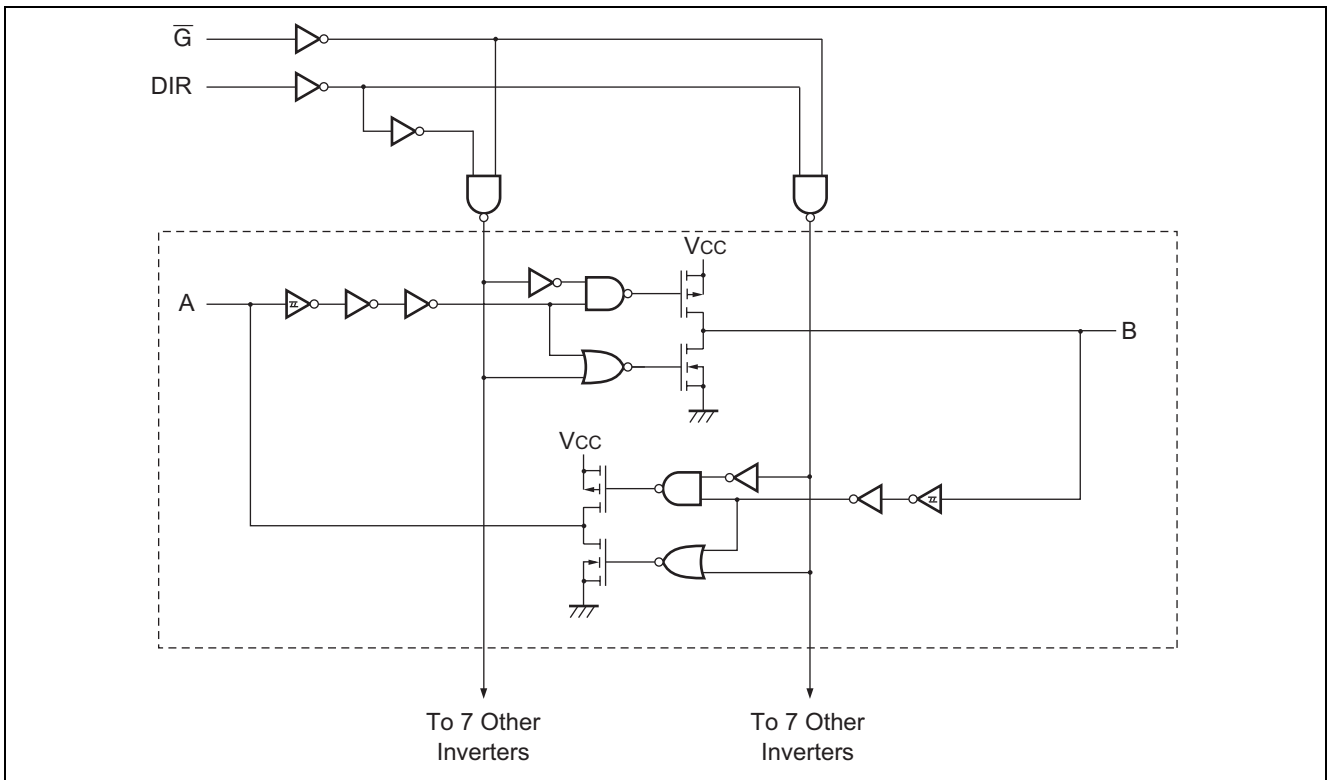 G̅
DIR
VCC
A
B
VCC
To 7 Other
Inverters
To 7 Other
Inverters